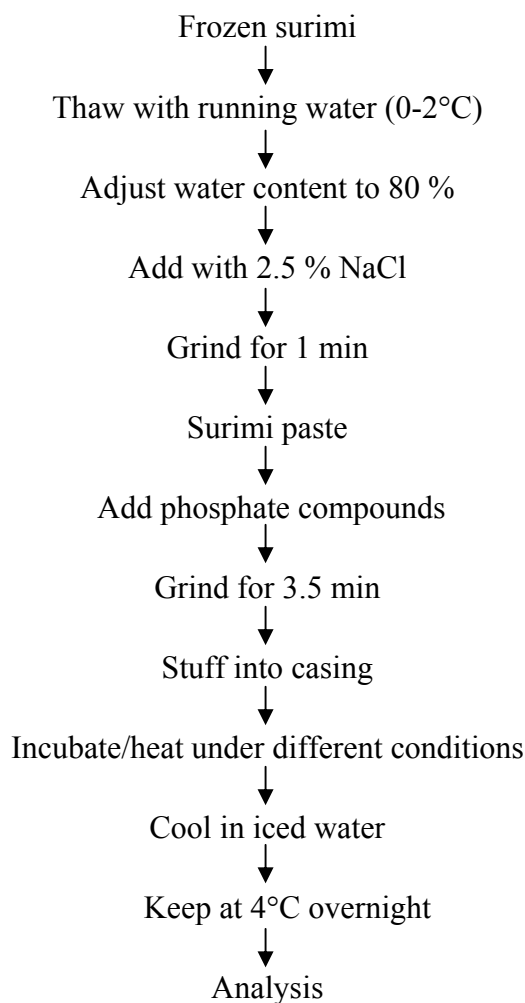 Frozen surimi
Thaw with running water (0-2°C)
Adjust water content to 80 %
Add with 2.5 % NaCl
Grind for 1 min
Surimi paste
Add phosphate compounds
Grind for 3.5 min
Stuff into casing
Incubate/heat under different conditions
Cool in iced water
Keep at 4°C overnight
Analysis